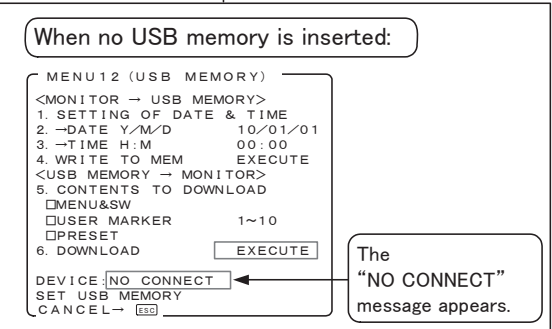 When no USB memory is inserted:
MENU12 (USB MEMORY)
<MONITOR → USB MEMORY>
1. SETTING OF DATE & TIME
2. →DATE Y/M/D 10/01/01
3. →TIME H:M 00:00
4. WRITE TO MEM EXECUTE
<USB MEMORY → MONITOR>
5. CONTENTS TO DOWNLOAD
□MENU&SW
□USER MARKER 1~10
□PRESET
6. DOWNLOAD EXECUTE
DEVICE:NO CONNECT
SET USB MEMORY
CANCEL→ ESC
The
“NO CONNECT”
message appears.